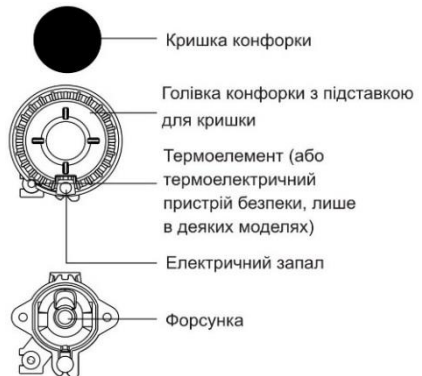 Кришка конфорки
Голівка конфорки з підставкою
для кришки
Термоелемент (або
термоелектричний
пристрій безпеки, лише
в деяких моделях)
Електричний запал
Форсунка